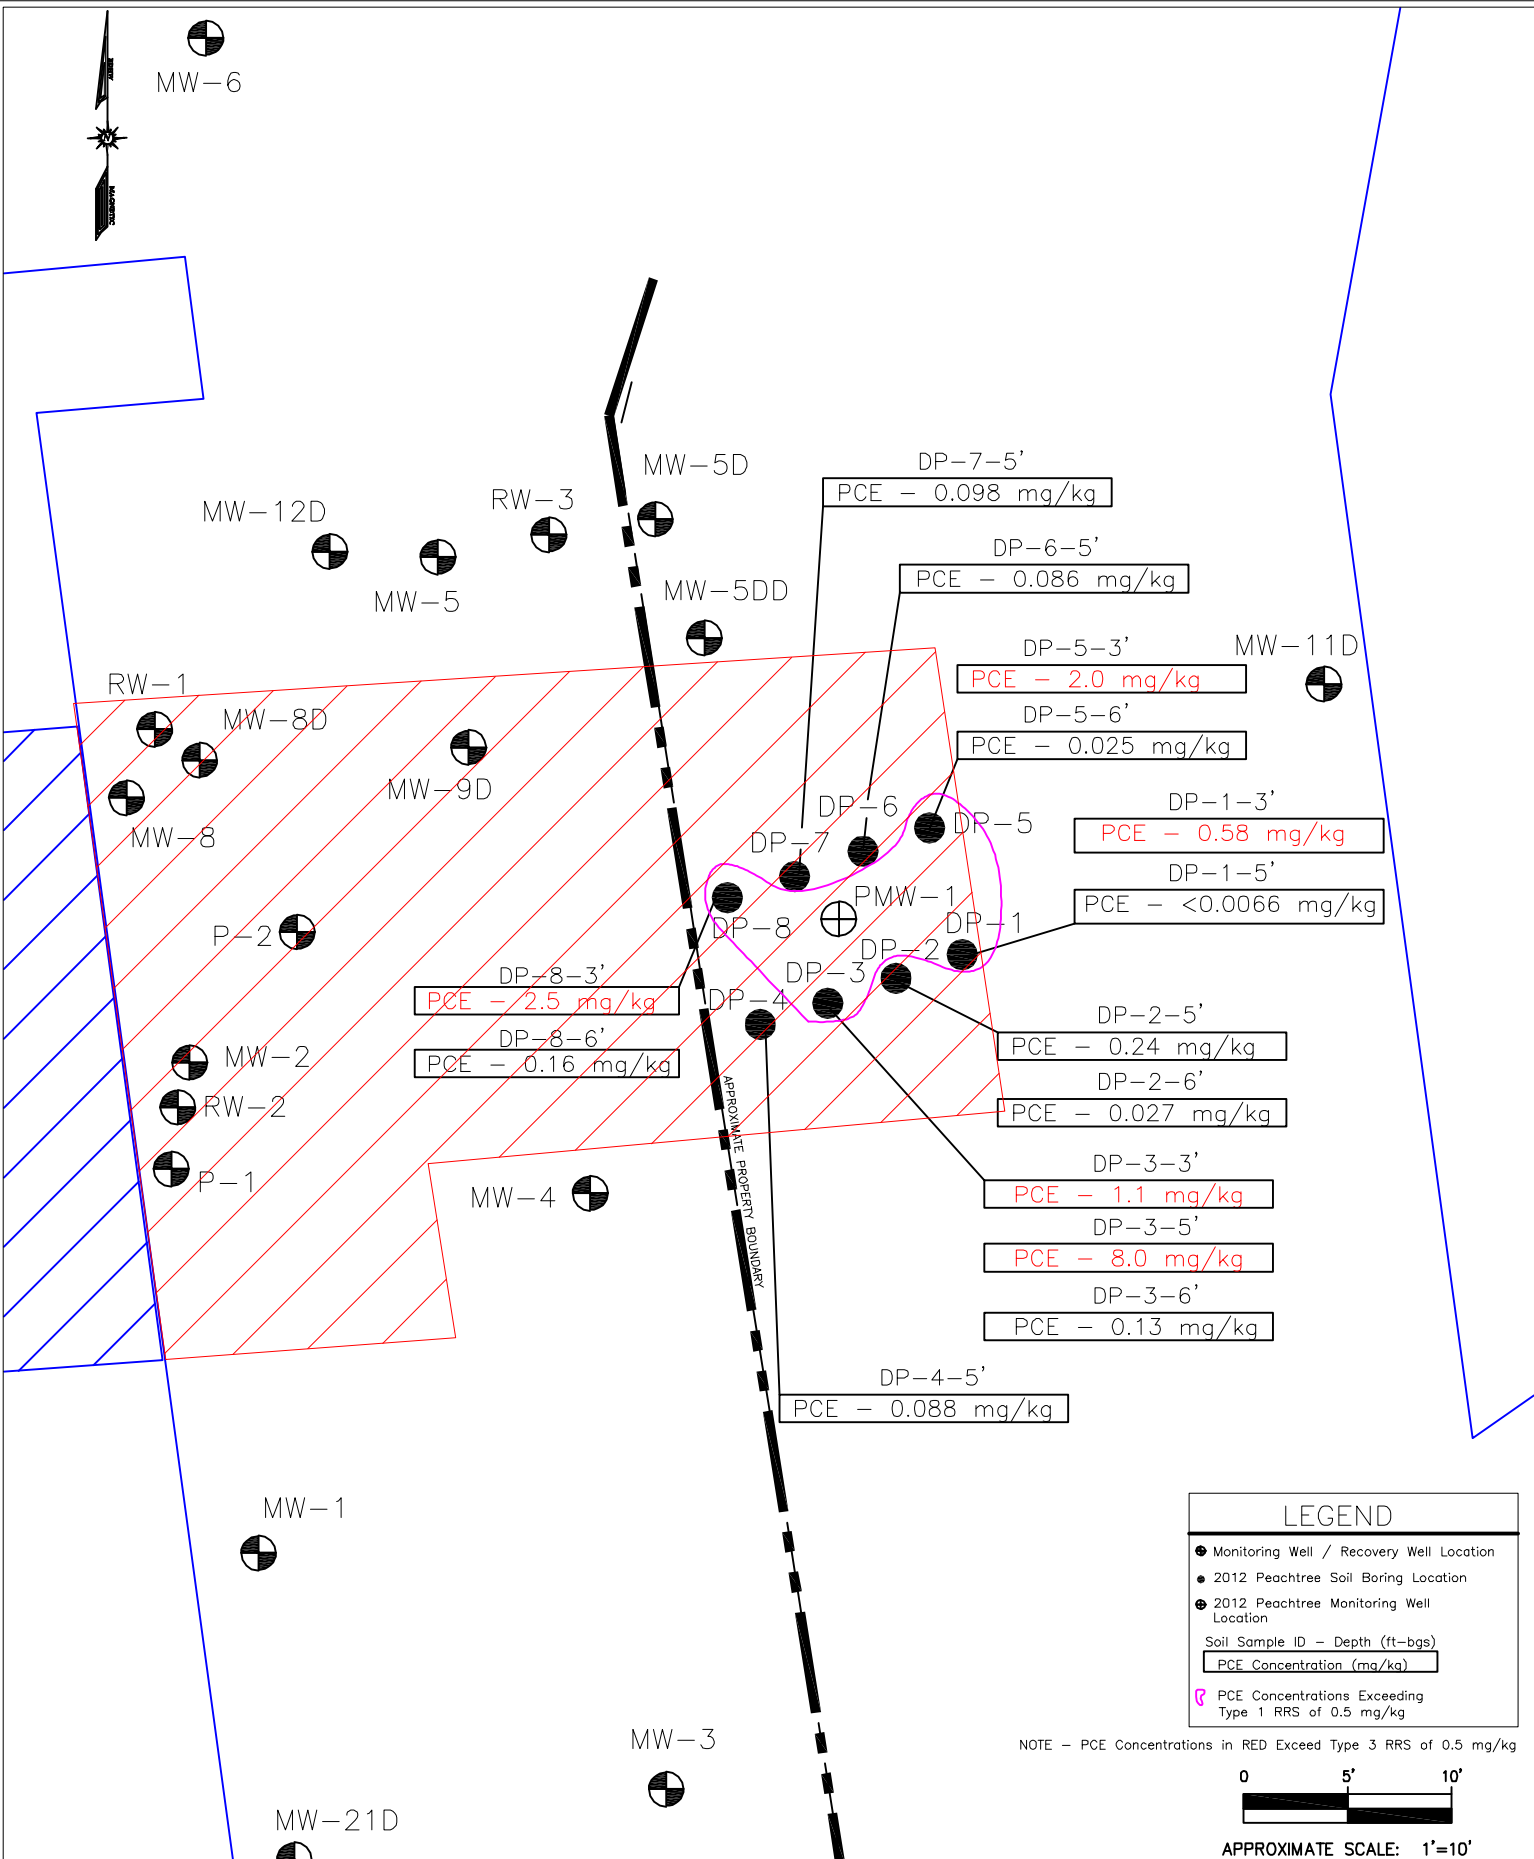 MW-6
MAGNETIC
MW-5D
RW-3
MW-12D
MW-5
MW-5DD
DP-7-5'
PCE - 0.098 mg/kg
DP-6-5'
PCE - 0.086 mg/kg
DP-5-3'
PCE - 2.0 mg/kg
DP-5-6'
PCE - 0.025 mg/kg
MW-11D
RW-1
MW-8D
MW-9D
MW-8
DP-6
DP-7
DP-5
DP-1-3'
PCE - 0.58 mg/kg
DP-1-5'
PCE - <0.0066 mg/kg
PMW-1
DP-8
DP-1
DP-2
DP-3
DP-4
P-2
DP-8-3'
PCE - 2.5 mg/kg
DP-8-6'
PCE - 0.16 mg/kg
DP-2-5'
PCE - 0.24 mg/kg
DP-2-6'
PCE - 0.027 mg/kg
MW-2
RW-2
P-1
APPROXIMATE PROPERTY BOUNDARY
MW-4
DP-3-3'
PCE - 1.1 mg/kg
DP-3-5'
PCE - 8.0 mg/kg
DP-3-6'
PCE - 0.13 mg/kg
DP-4-5'
PCE - 0.088 mg/kg
MW-1
MW-3
MW-21D
LEGEND
Monitoring Well / Recovery Well Location
2012 Peachtree Soil Boring Location
2012 Peachtree Monitoring Well
Location
Soil Sample ID - Depth (ft-bgs)
PCE Concentration (mg/kg)
PCE Concentrations Exceeding
Type 1 RRS of 0.5 mg/kg
NOTE - PCE Concentrations in RED Exceed Type 3 RRS of 0.5 mg/kg
0 5' 10'
APPROXIMATE SCALE: 1'=10'